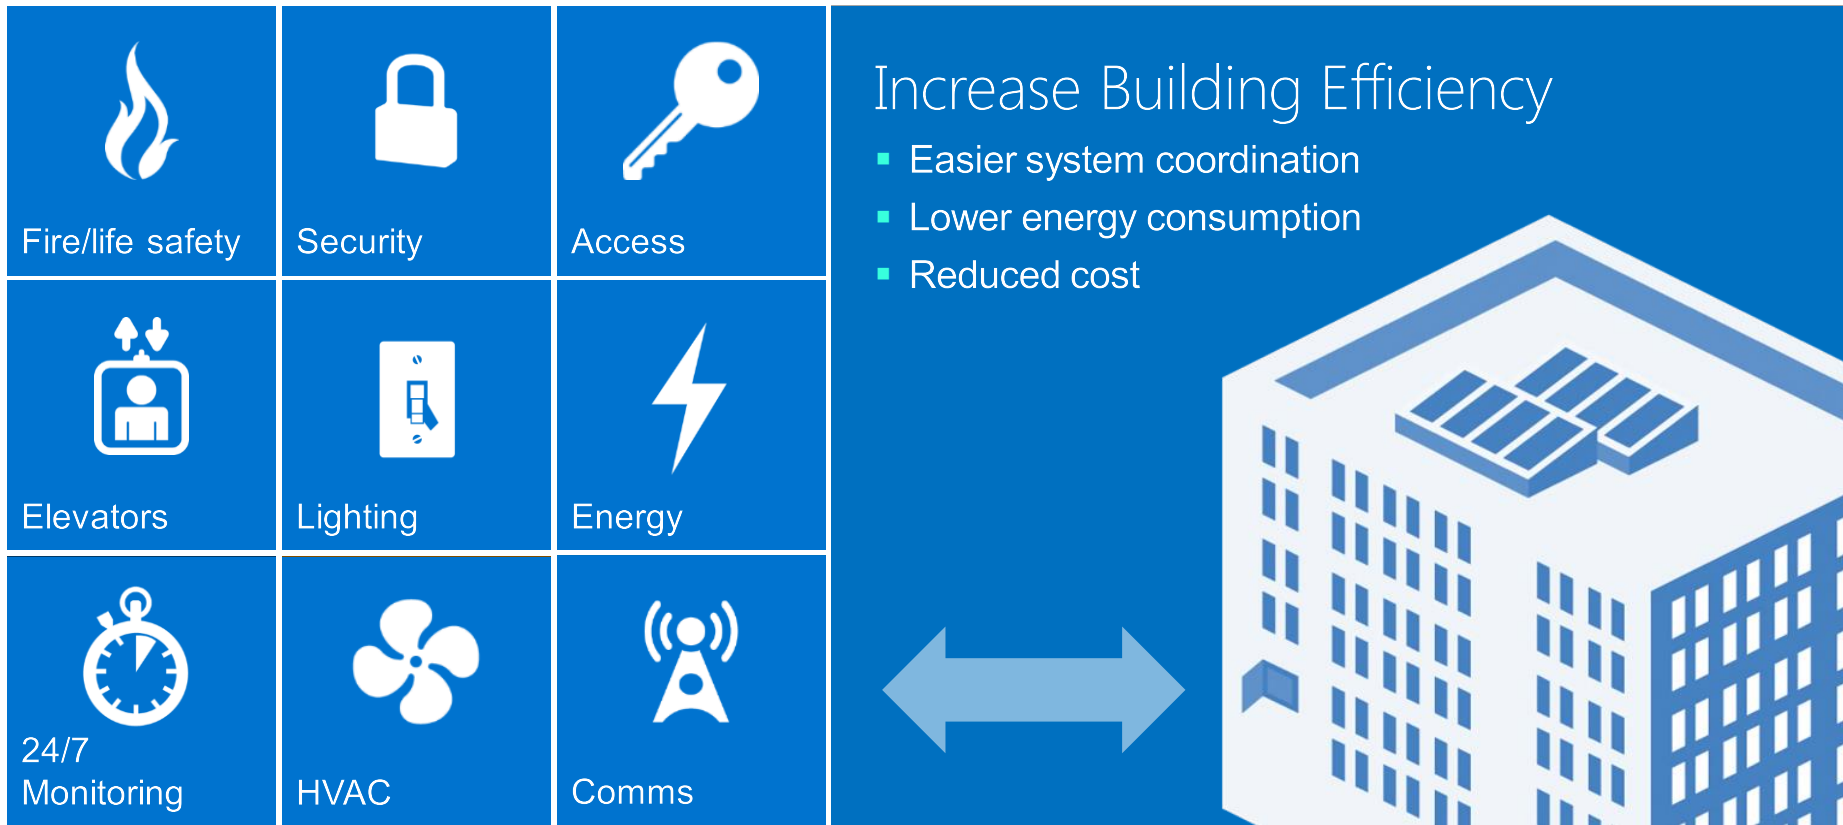 Fire/life safety
Security
Access
Elevators
Lighting
Energy
24/7
Monitoring
HVAC
Comms
Increase Building Efficiency
Easier system coordination
Lower energy consumption
Reduced cost